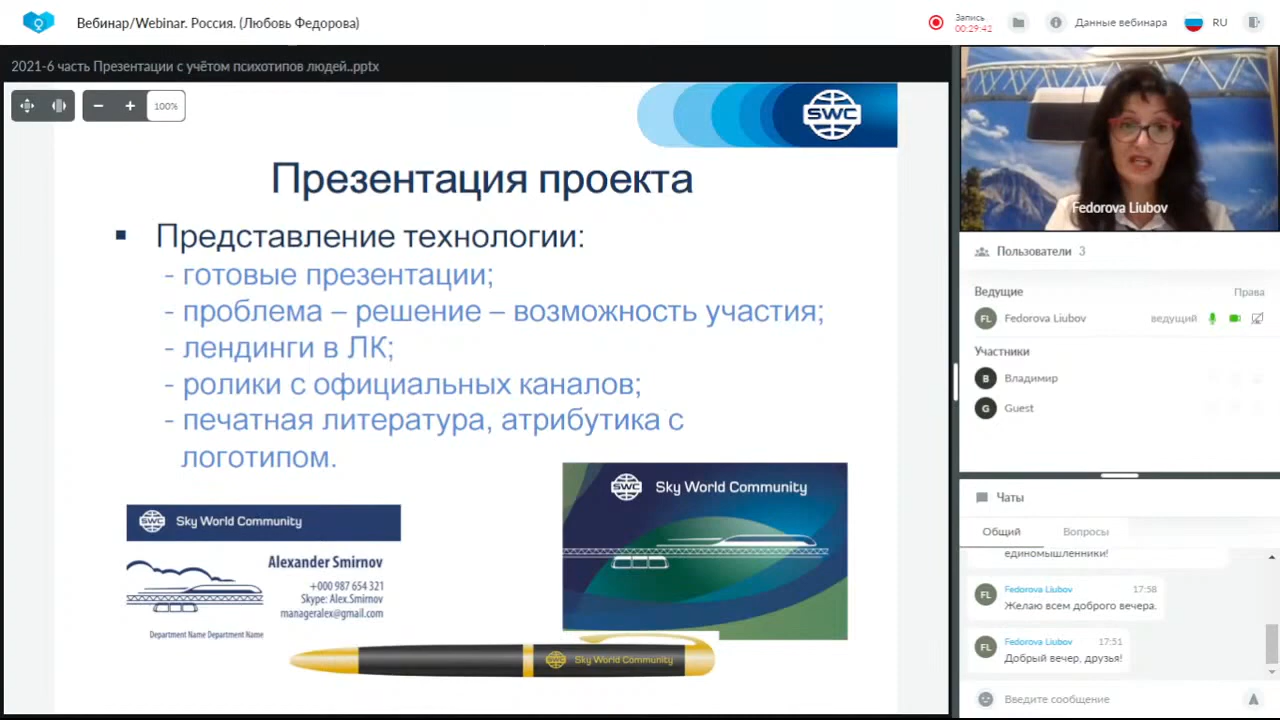 Вебинар/Webinar. Россия. (Любовь Федорова)
Запись
00:29:42
Данные вебинара
RU
2021-6 часть Презентации с учётом психотипов людей..pptx
100%
SWC
Презентация проекта
▪ Представление технологии:
- готовые презентации;
- проблема – решение – возможность участия;
- лендинги в ЛК;
- ролики с официальных каналов;
- печатная литература, атрибутика с
логотипом.
SWC Sky World Community
Alexander Smirnov
+000 987 654 321
Skype: Alex.Smirnov
manageralex@gmail.com
Department Name Department Name
SWC Sky World Community
SWC Sky World Community
Fedorova Liubov
Пользователи 3
Ведущие
Права
FL Fedorova Liubov ведущий
Участники
В Владимир
G Guest
Чаты
Общий Вопросы
единомышленники!
FL Fedorova Liubov 17:58
Желаю всем доброго вечера.
FL Fedorova Liubov 17:51
Добрый вечер, друзья!
Введите сообщение